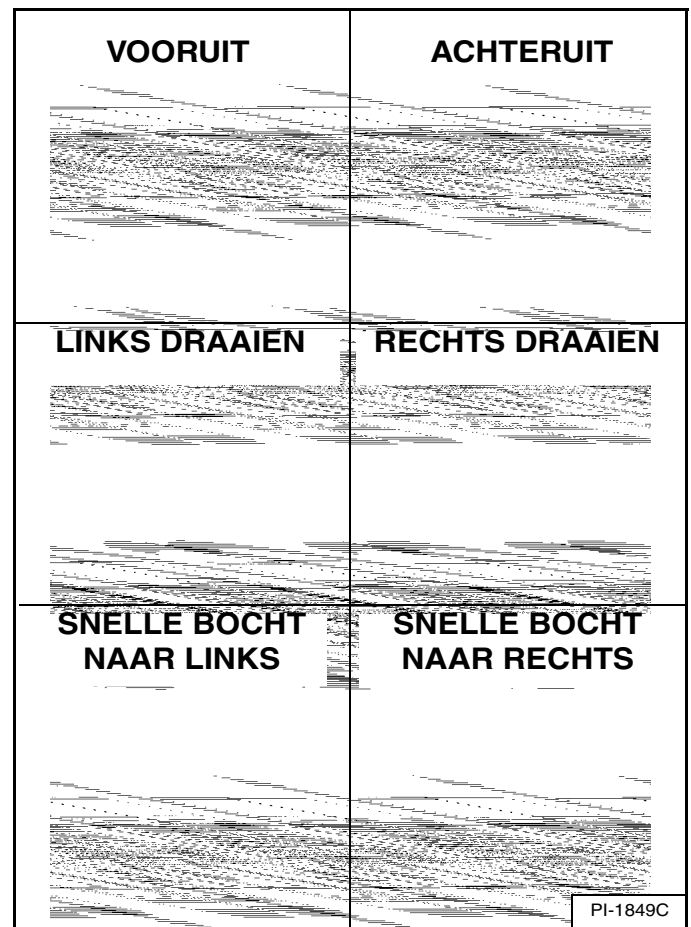 VOORUIT
ACHTERUIT
LINKS DRAAIEN
RECHTS DRAAIEN
SNELLE BOCHT
NAAR LINKS
SNELLE BOCHT
NAAR RECHTS
PI-1849C